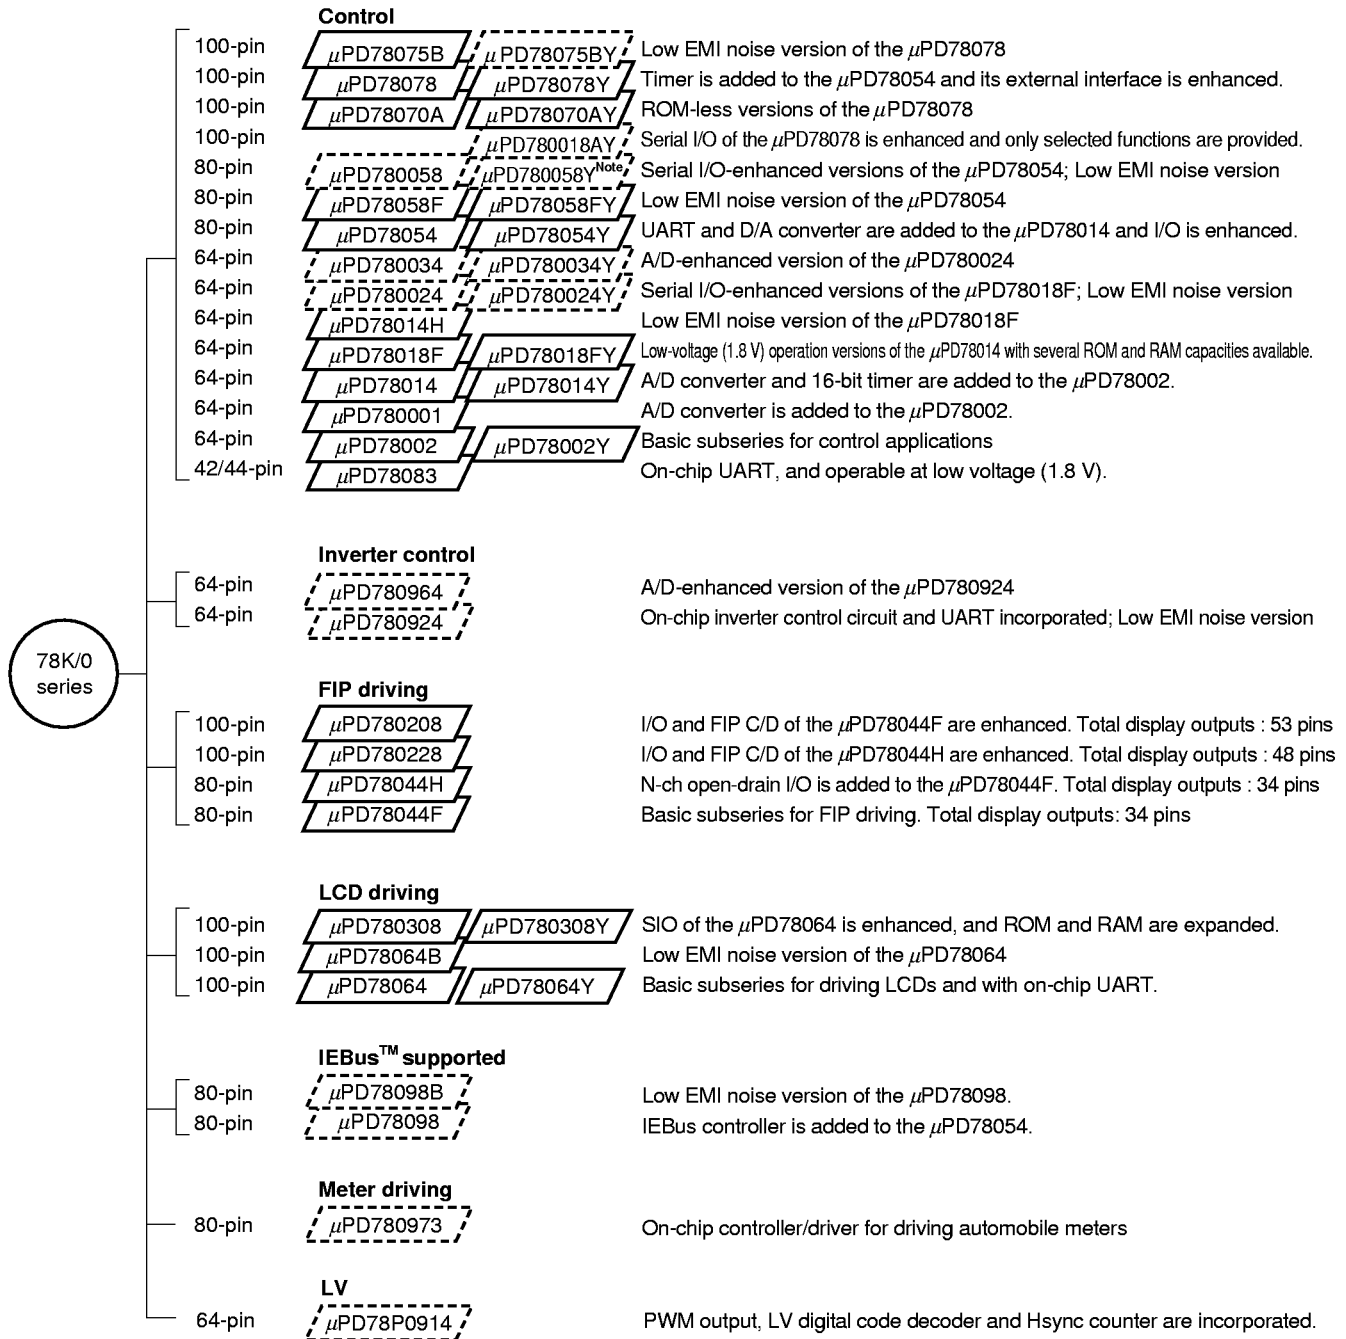 Control
100-pin μPD78075B μPD78075BY Low EMI noise version of the μPD78078
100-pin μPD78078 μPD78078Y Timer is added to the μPD78054 and its external interface is enhanced.
100-pin μPD78070A μPD78070AY ROM-less versions of the μPD78078
100-pin μPD780018AY Serial I/O of the μPD78078 is enhanced and only selected functions are provided.
80-pin μPD780058 μPD780058Y Note Serial I/O-enhanced versions of the μPD78054; Low EMI noise version
80-pin μPD78058F μPD78058FY Low EMI noise version of the μPD78054
80-pin μPD78054 μPD78054Y UART and D/A converter are added to the μPD78014 and I/O is enhanced.
64-pin μPD780034 μPD780034Y A/D-enhanced version of the μPD780024
64-pin μPD780024 μPD780024Y Serial I/O-enhanced versions of the μPD78018F; Low EMI noise version
64-pin μPD78014H Low EMI noise version of the μPD78018F
64-pin μPD78018F μPD78018FY Low-voltage (1.8 V) operation versions of the μPD78014 with several ROM and RAM capacities available.
64-pin μPD78014 μPD78014Y A/D converter and 16-bit timer are added to the μPD78002.
64-pin μPD780001 A/D converter is added to the μPD78002.
64-pin μPD78002 μPD78002Y Basic subseries for control applications
42/44-pin μPD78083 On-chip UART, and operable at low voltage (1.8 V).
Inverter control
64-pin μPD780964 A/D-enhanced version of the μPD780924
64-pin μPD780924 On-chip inverter control circuit and UART incorporated; Low EMI noise version
78K/0
series
FIP driving
100-pin μPD780208 I/O and FIP C/D of the μPD78044F are enhanced. Total display outputs : 53 pins
100-pin μPD780228 I/O and FIP C/D of the μPD78044H are enhanced. Total display outputs : 48 pins
80-pin μPD78044H N-ch open-drain I/O is added to the μPD78044F. Total display outputs : 34 pins
80-pin μPD78044F Basic subseries for FIP driving. Total display outputs: 34 pins
LCD driving
100-pin μPD780308 μPD780308Y SIO of the μPD78064 is enhanced, and ROM and RAM are expanded.
100-pin μPD78064B Low EMI noise version of the μPD78064
100-pin μPD78064 μPD78064Y Basic subseries for driving LCDs and with on-chip UART.
IEBus™ supported
80-pin μPD78098B Low EMI noise version of the μPD78098.
80-pin μPD78098 IEBus controller is added to the μPD78054.
Meter driving
80-pin μPD780973 On-chip controller/driver for driving automobile meters
LV
64-pin μPD78P0914 PWM output, LV digital code decoder and Hsync counter are incorporated.